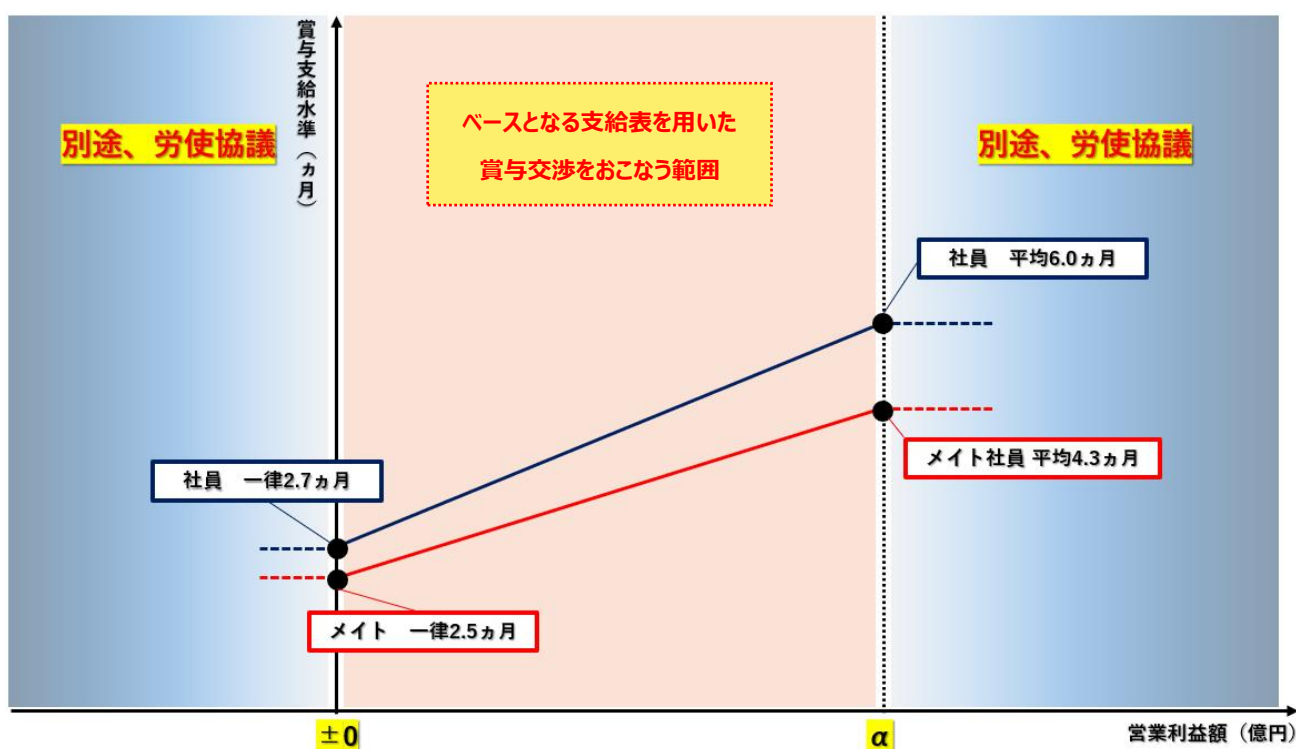 賞与支給水準（ヵ月）
ベースとなる支給表を用いた
賞与交渉をおこなう範囲
別途、労使協議
別途、労使協議
社員　平均6.0ヵ月
メイト社員 平均4.3ヵ月
社員　一律2.7ヵ月
メイト　一律2.5ヵ月
±0
α
営業利益額（億円）